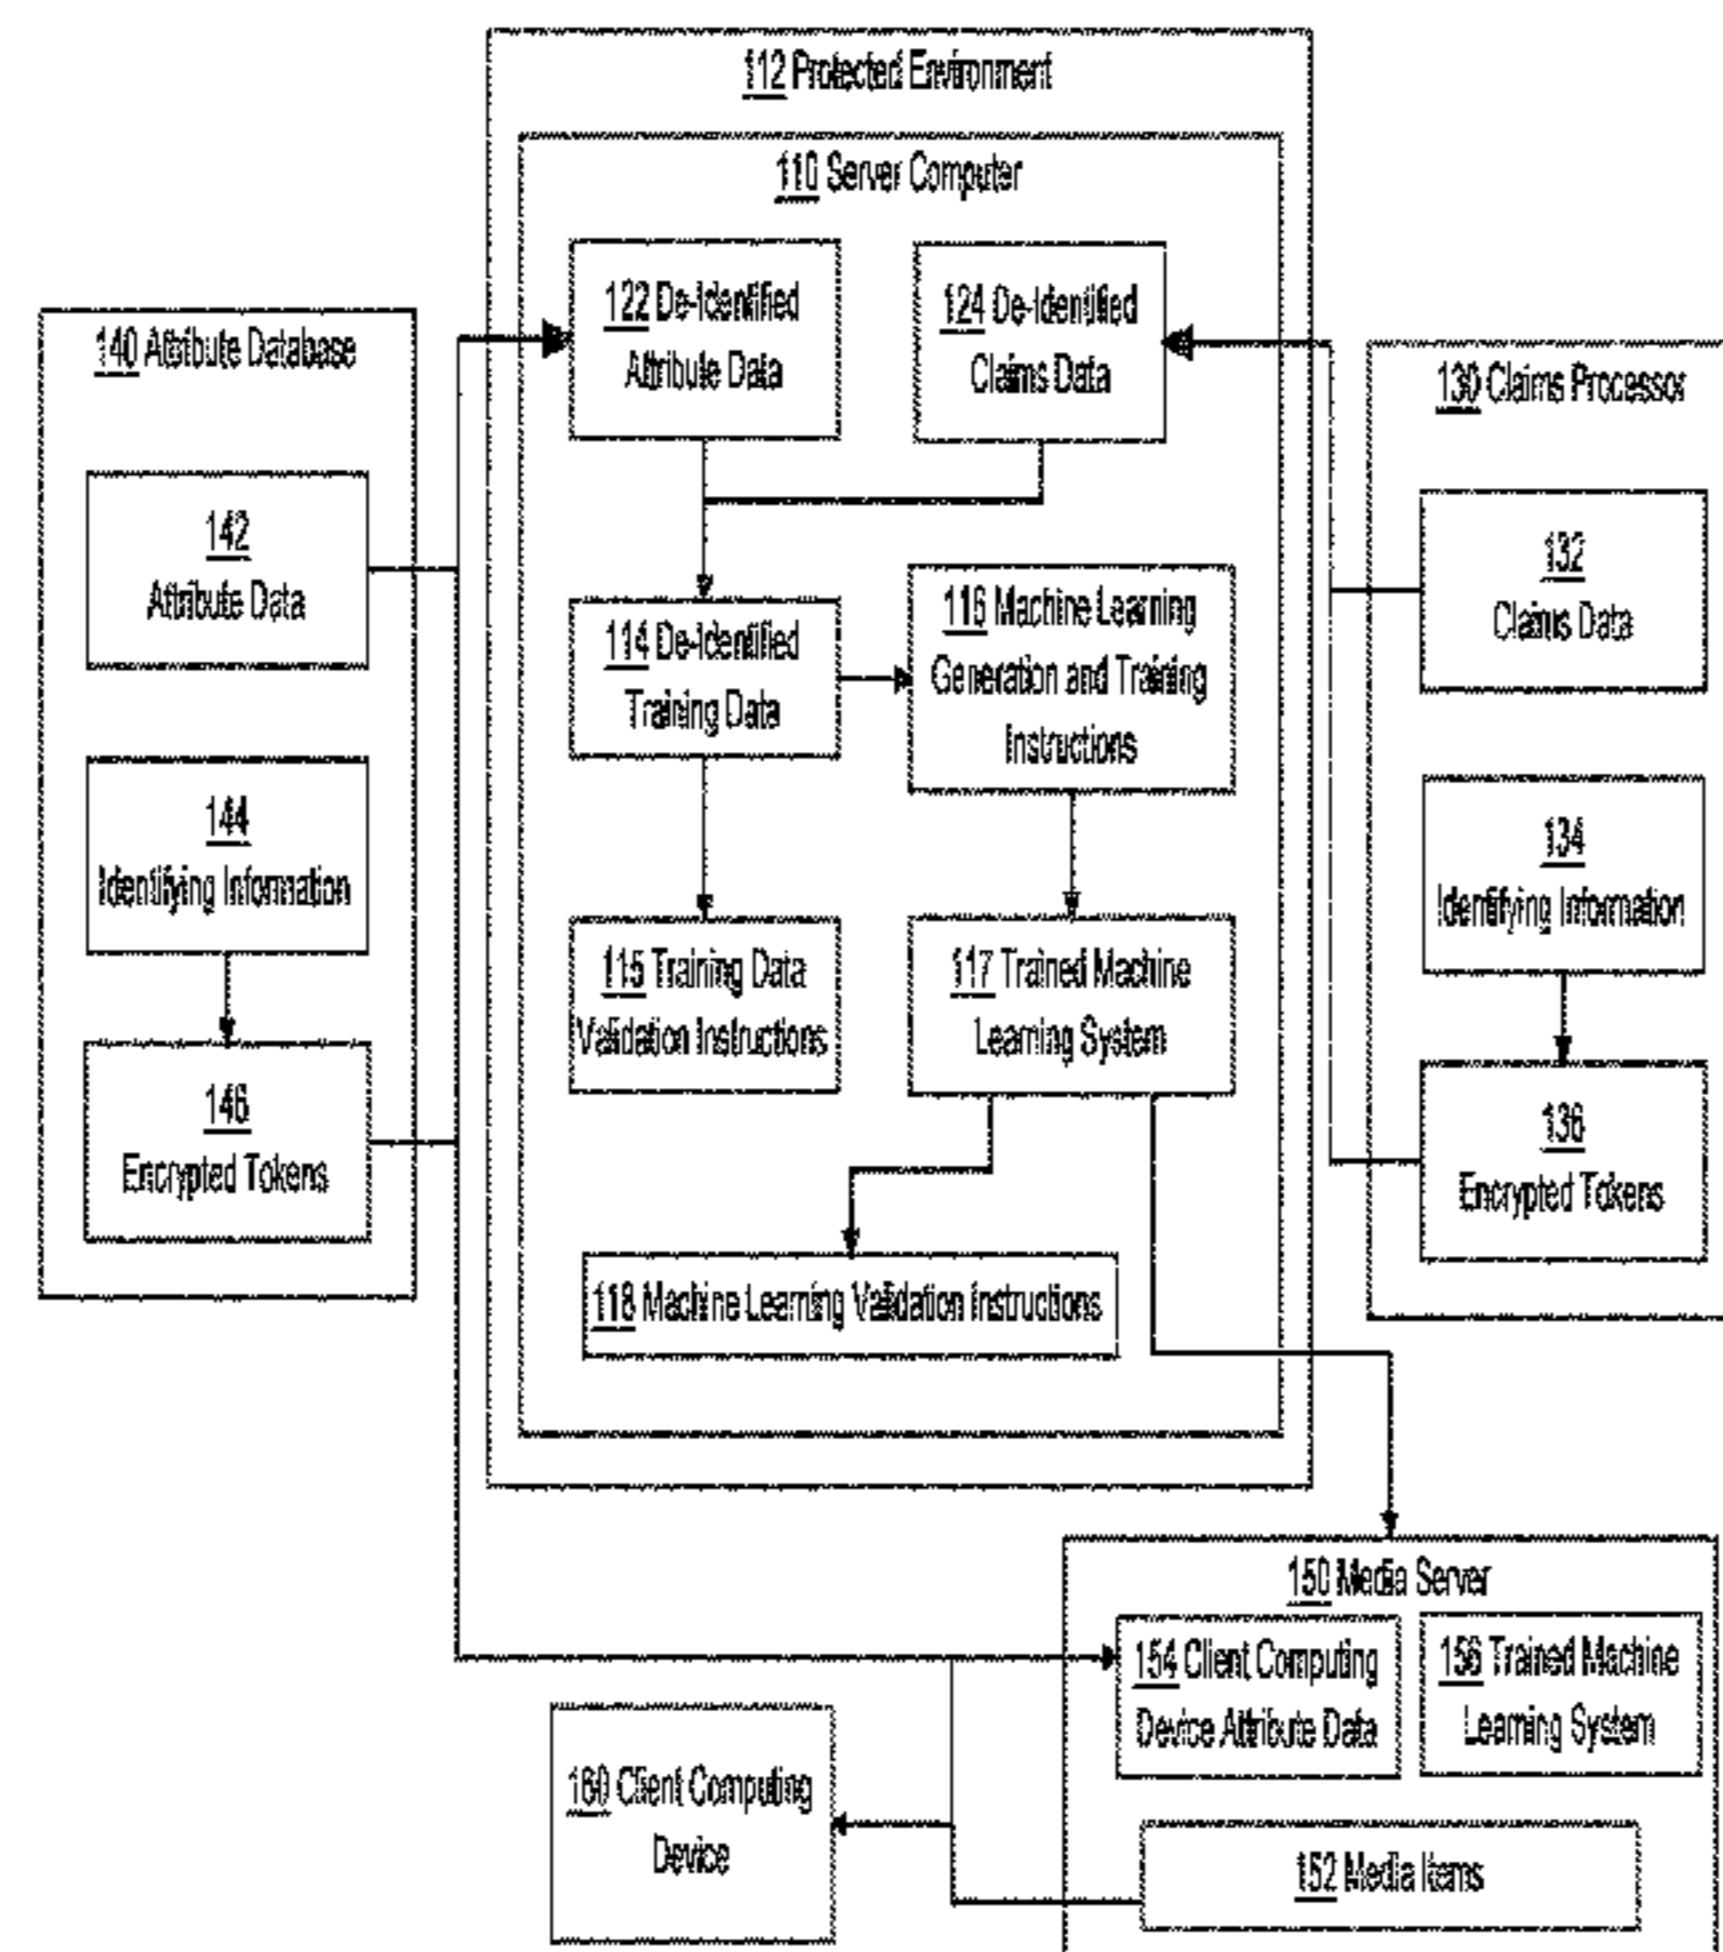 112 Protected Environment
110 Server Computer
122 De-Identified
Attribute Data
124 De-Identified
Claims Data
140 Attribute Database
130 Claims Processor
142
Attribute Data
132
Claims Data
114 De-Identified
Training Data
116 Machine Learning
Generation and Training
Instructions
144
Identifying Information
134
Identifying Information
115 Training Data
Validation Instructions
117 Trained Machine
Learning System
146
Encrypted Tokens
136
Encrypted Tokens
118 Machine Learning Validation Instructions
150 Media Server
154 Client Computing
Device Attribute Data
156 Trained Machine
Learning System
160 Client Computing
Device
152 Media Items